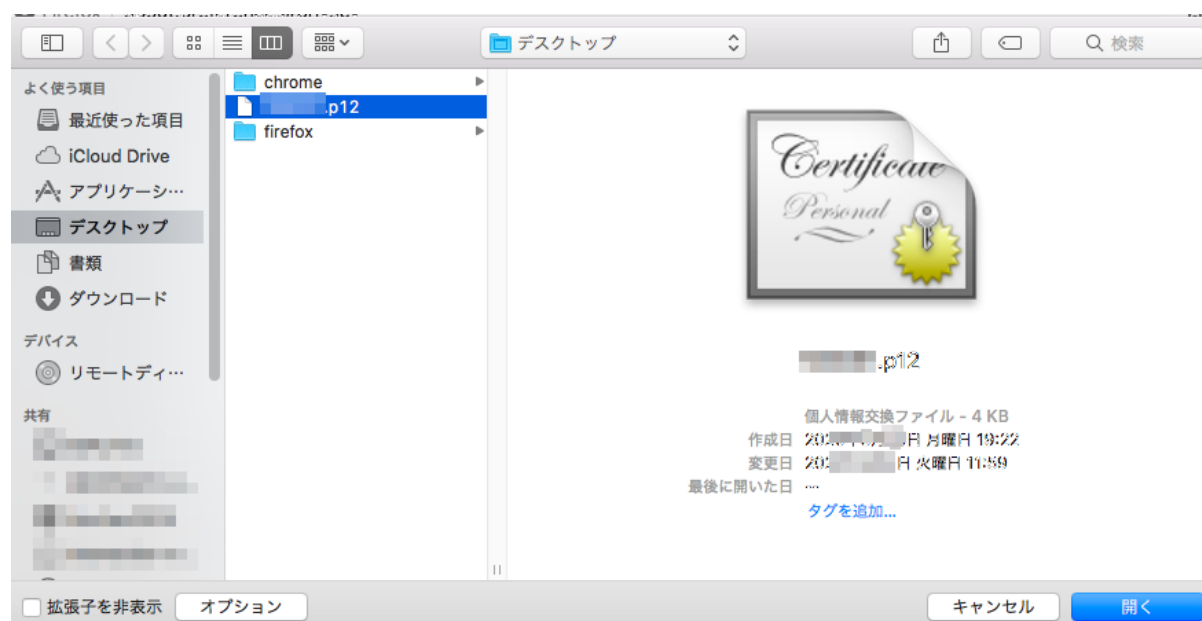 デスクトップ
検索
よく使う項目
最近使った項目
iCloud Drive
アプリケーシ…
デスクトップ
書類
ダウンロード
デバイス
リモートディ…
共有
chrome
.p12
firefox
Certificate
Personal
.p12
個人情報交換ファイル - 4 KB
作成日 日 月曜日 19:22
変更日 日 火曜日 11:59
最後に開いた日 --
タグを追加...
拡張子を非表示
オプション
キャンセル
開く